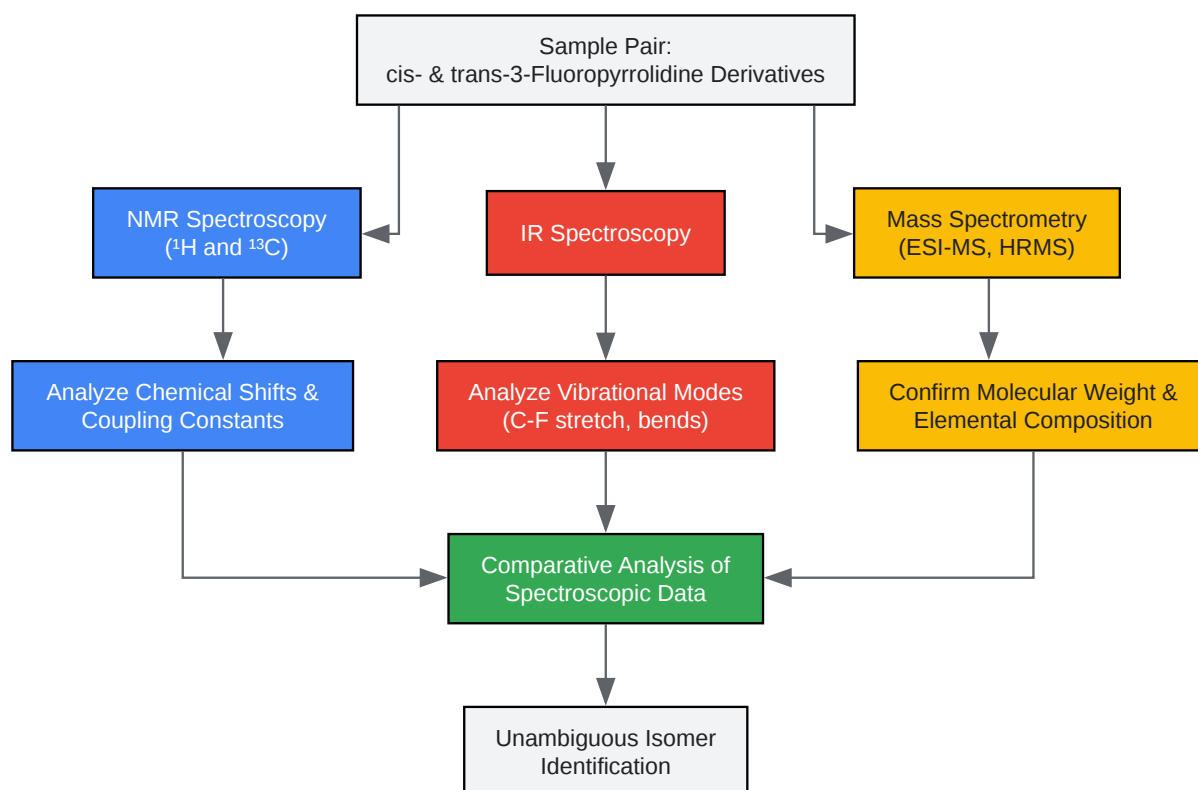 Sample Pair:
cis- & trans-3-Fluoropyrrolidine Derivatives
NMR Spectroscopy
(¹H and ¹³C)
IR Spectroscopy
Mass Spectrometry
(ESI-MS, HRMS)
Analyze Chemical Shifts &
Coupling Constants
Analyze Vibrational Modes
(C-F stretch, bends)
Confirm Molecular Weight &
Elemental Composition
Comparative Analysis of
Spectroscopic Data
Unambiguous Isomer
Identification